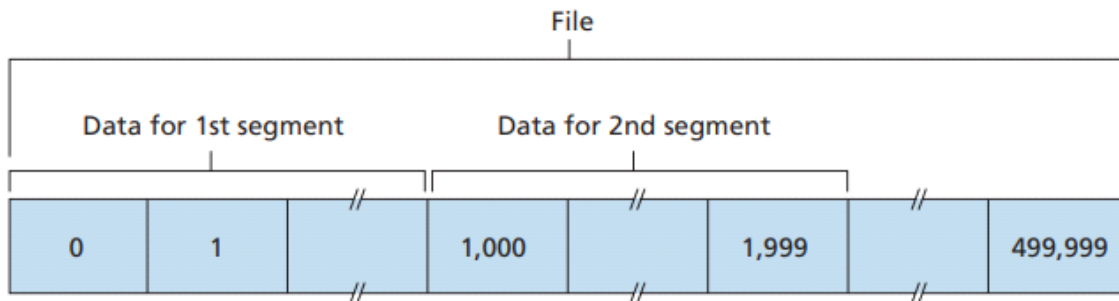 File
Data for 1st segment Data for 2nd segment
0 1 1,000 1,999 499,999